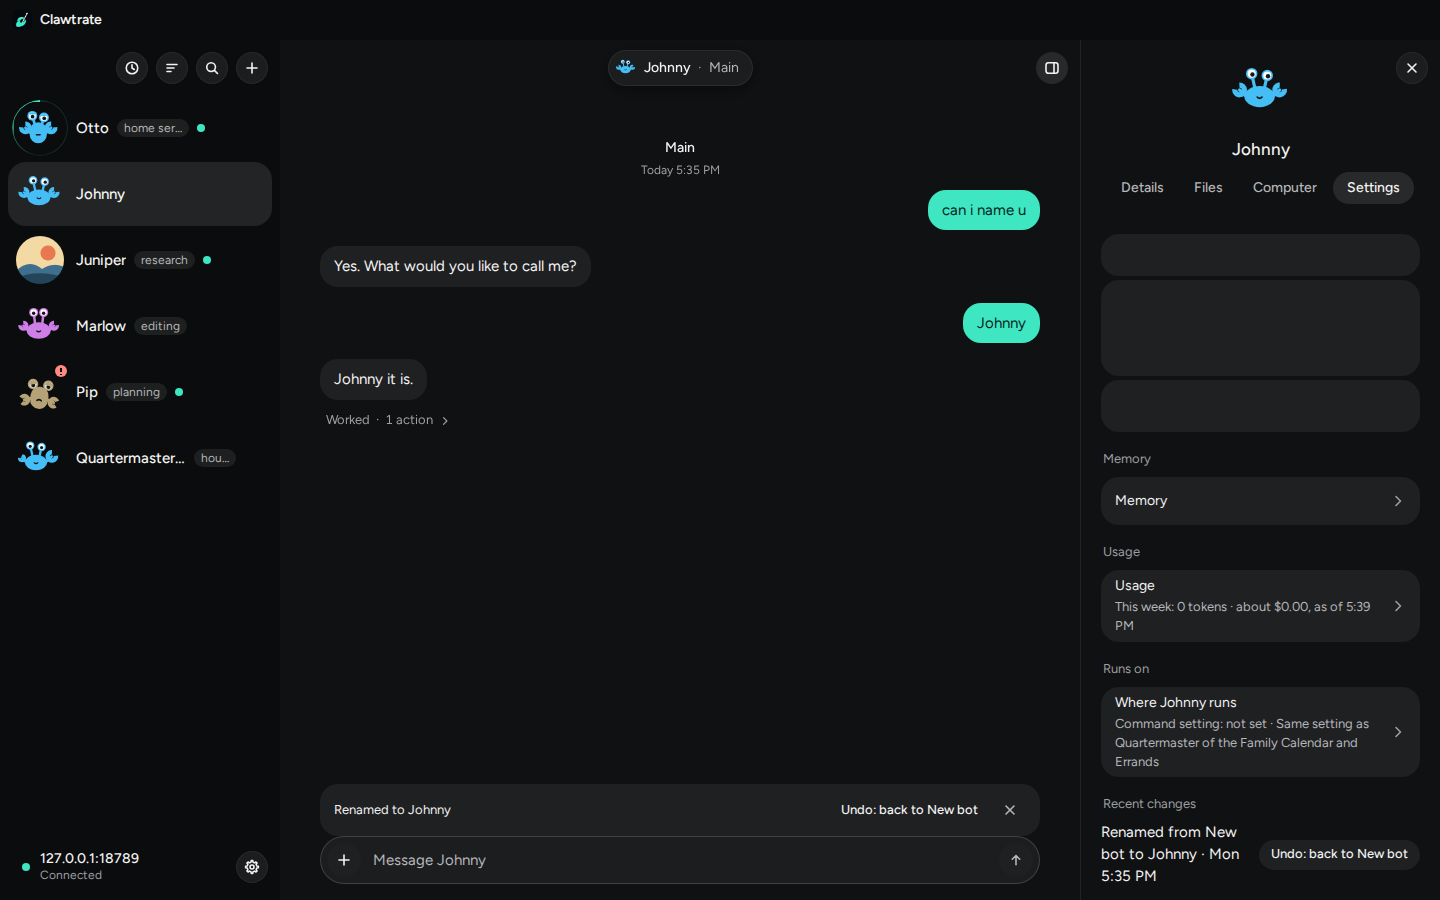 Clawtrate
Otto
home ser...
Johnny
Juniper
research
Marlow
editing
Pip
planning
Quartermaster...
hou...
127.0.0.1:18789
Connected
Johnny · Main
Main
Today 5:35 PM
can i name u
Yes. What would you like to call me?
Johnny
Johnny it is.
Worked · 1 action
Renamed to Johnny
Undo: back to New bot
Message Johnny
Johnny
Details
Files
Computer
Settings
Memory
Memory
Usage
Usage
This week: 0 tokens · about $0.00, as of 5:39
PM
Runs on
Where Johnny runs
Command setting: not set · Same setting as
Quartermaster of the Family Calendar and
Errands
Recent changes
Renamed from New
bot to Johnny · Mon
5:35 PM
Undo: back to New bot